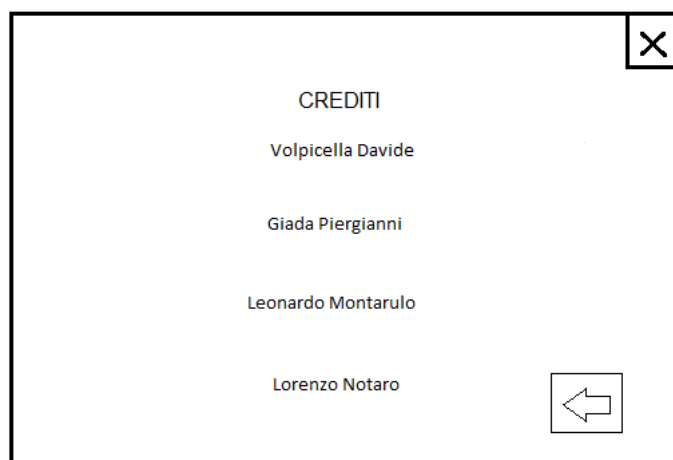 CREDITI
Volpicella Davide
Giada Piergianni
Leonardo Montarulo
Lorenzo Notaro